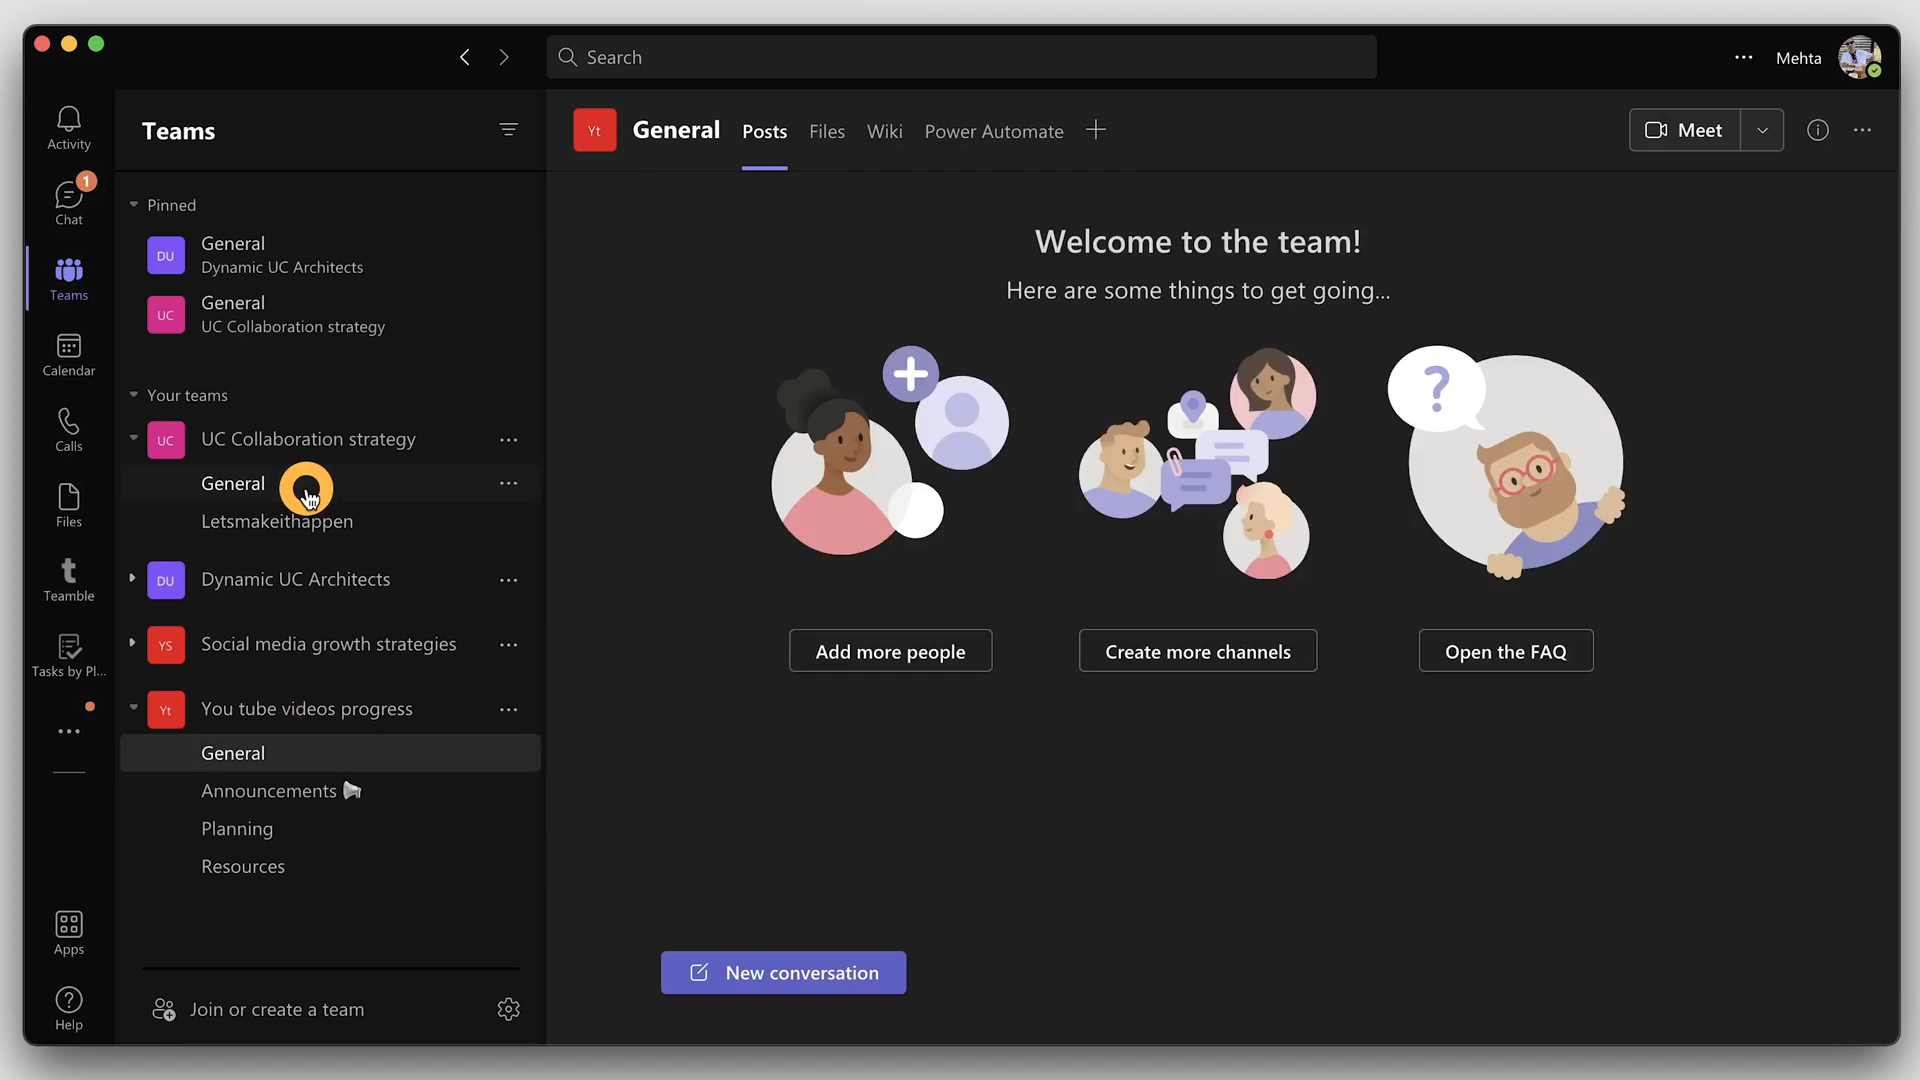 Search
Mehta
Activity
1
Chat
Teams
Calendar
Calls
Files
Teamble
Tasks by Pl...
Apps
Help
Teams
Pinned
DU
General
Dynamic UC Architects
UC
General
UC Collaboration strategy
Your teams
UC
UC Collaboration strategy
General
Letsmakeithappen
DU
Dynamic UC Architects
YS
Social media growth strategies
Yt
You tube videos progress
General
Announcements
Planning
Resources
Join or create a team
Yt
General
Posts
Files
Wiki
Power Automate
Meet
Welcome to the team!
Here are some things to get going...
?
Add more people
Create more channels
Open the FAQ
New conversation